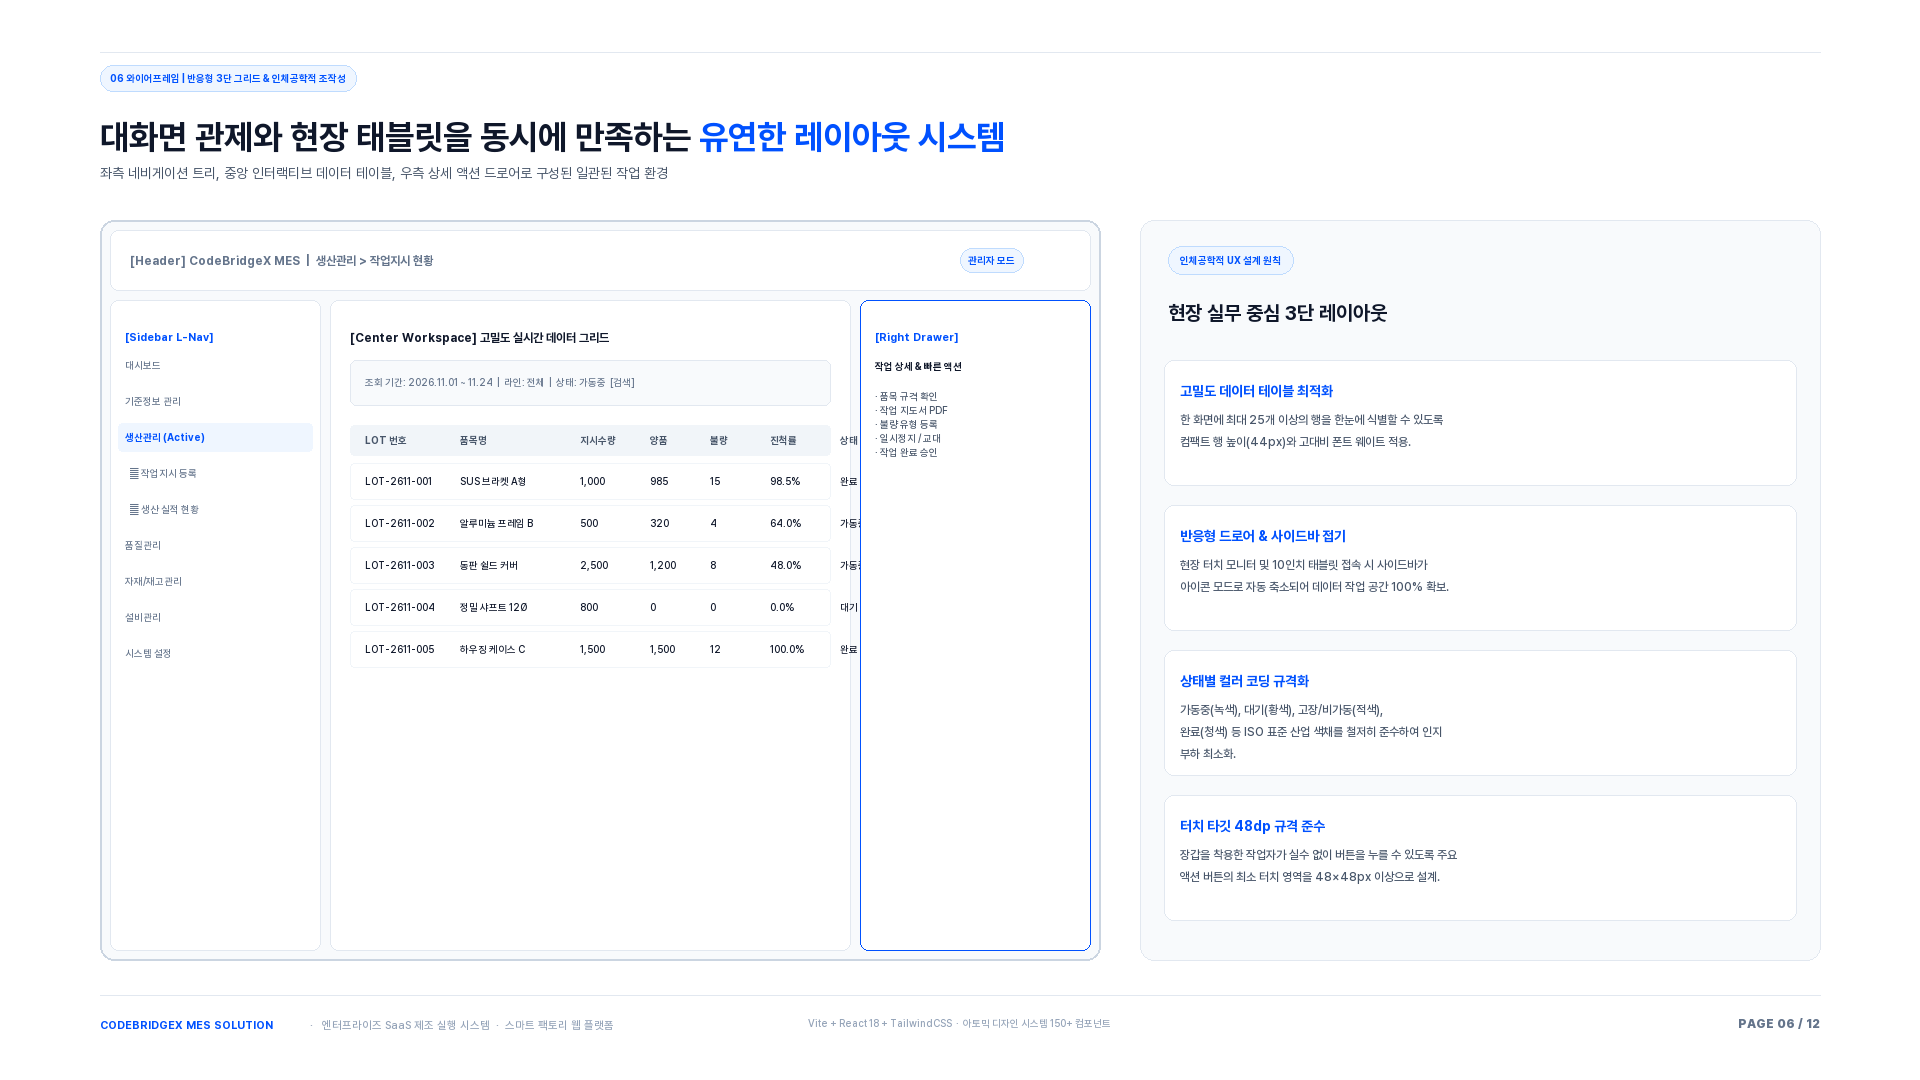 06 와이어프레임 | 반응형 3단 그리드 & 인체공학적 조작성
대화면 관제와 현장 태블릿을 동시에 만족하는 유연한 레이아웃 시스템
좌측 네비게이션 트리, 중앙 인터랙티브 데이터 테이블, 우측 상세 액션 드로어로 구성된 일관된 작업 환경
[Header] CodeBridgeX MES | 생산관리 > 작업지시 현황
관리자 모드
[Sidebar L-Nav]
대시보드
기준정보 관리
생산관리 (Active)
작업지시 등록
생산 실적 현황
품질관리
자재/재고관리
설비관리
시스템 설정
[Center Workspace] 고밀도 실시간 데이터 그리드
조회 기간: 2026.11.01 ~ 11.24 | 라인: 전체 | 상태: 가동중 [검색]
LOT 번호 품목명 지시수량 양품 불량 진척률 상태
LOT-2611-001 SUS 브라켓 A형 1,000 985 15 98.5% 완료
LOT-2611-002 알루미늄 프레임 B 500 320 4 64.0% 가동중
LOT-2611-003 동판 쉴드 커버 2,500 1,200 8 48.0% 가동중
LOT-2611-004 정밀 샤프트 12Ø 800 0 0 0.0% 대기
LOT-2611-005 하우징 케이스 C 1,500 1,500 12 100.0% 완료
[Right Drawer]
작업 상세 & 빠른 액션
· 품목 규격 확인
· 작업 지도서 PDF
· 불량 유형 등록
· 일시정지 / 교대
· 작업 완료 승인
인체공학적 UX 설계 원칙
현장 실무 중심 3단 레이아웃
고밀도 데이터 테이블 최적화
한 화면에 최대 25개 이상의 행을 한눈에 식별할 수 있도록
컴팩트 행 높이(44px)와 고대비 폰트 웨이트 적용.
반응형 드로어 & 사이드바 접기
현장 터치 모니터 및 10인치 태블릿 접속 시 사이드바가
아이콘 모드로 자동 축소되어 데이터 작업 공간 100% 확보.
상태별 컬러 코딩 규격화
가동중(녹색), 대기(황색), 고장/비가동(적색),
완료(청색) 등 ISO 표준 산업 색채를 철저히 준수하여 인지
부하 최소화.
터치 타깃 48dp 규격 준수
장갑을 착용한 작업자가 실수 없이 버튼을 누를 수 있도록 주요
액션 버튼의 최소 터치 영역을 48×48px 이상으로 설계.
CODEBRIDGEX MES SOLUTION · 엔터프라이즈 SaaS 제조 실행 시스템 · 스마트 팩토리 웹 플랫폼
Vite + React 18 + TailwindCSS · 아토믹 디자인 시스템 150+ 컴포넌트
PAGE 06 / 12